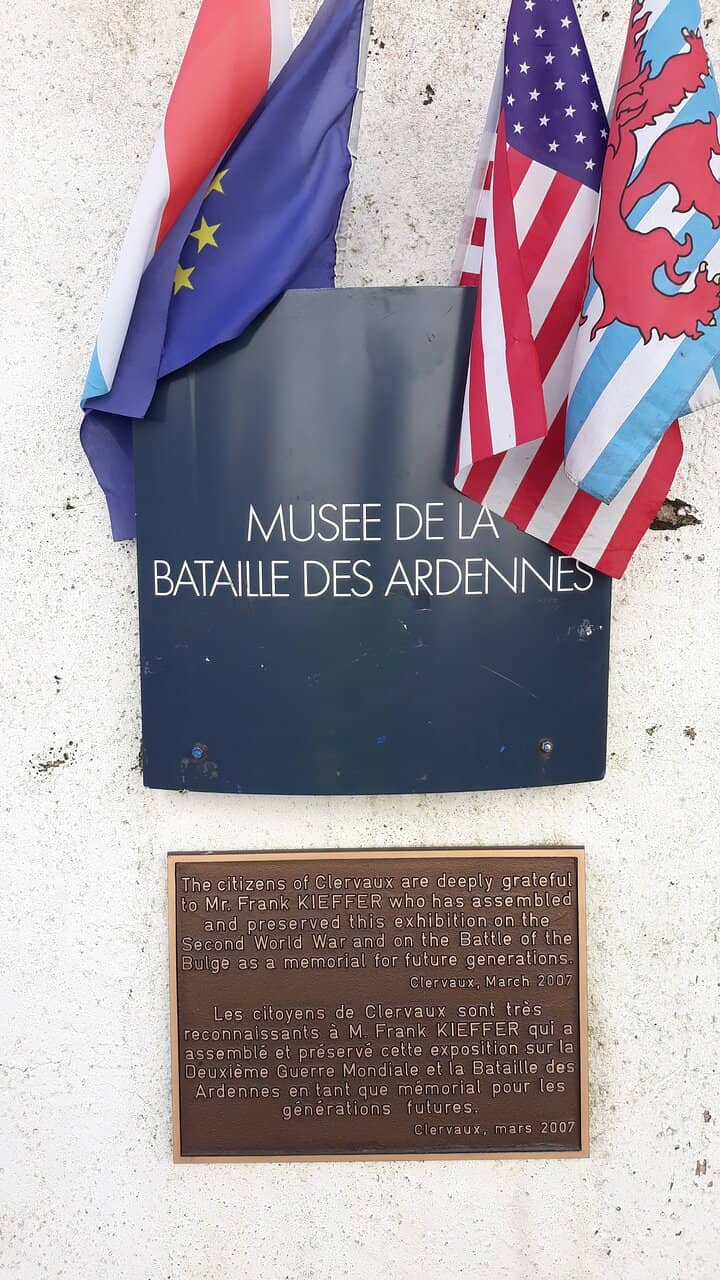 MUSEE DE LA
BATAILLE DES ARDENNES
The citizens of Clervaux are deeply grateful
to Mr. Frank KIEFFER who has assembled
and preserved this exhibition on the
Second World War and on the Battle of the
Bulge as a memorial for future generations.
Clervaux, March 2007
Les citoyens de Clervaux sont très
reconnaissants à M. Frank KIEFFER qui a
assemblé et préservé cette exposition sur la
Deuxième Guerre Mondiale et la Bataille des
Ardennes en tant que mémorial pour les
générations futures.
Clervaux, mars 2007